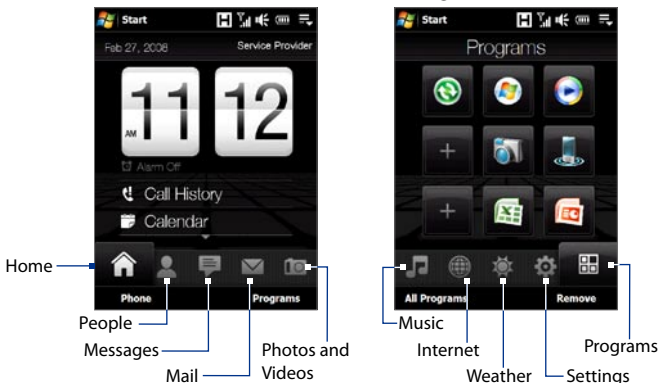 Start
Feb 27, 2008
Service Provider
11
12
AM
Alarm Off
Call History
Calendar
Phone
Programs
Home
People
Messages
Mail
Photos and
Videos
H
Start
H
Programs
All Programs
Remove
Music
Internet
Weather
Settings
Programs